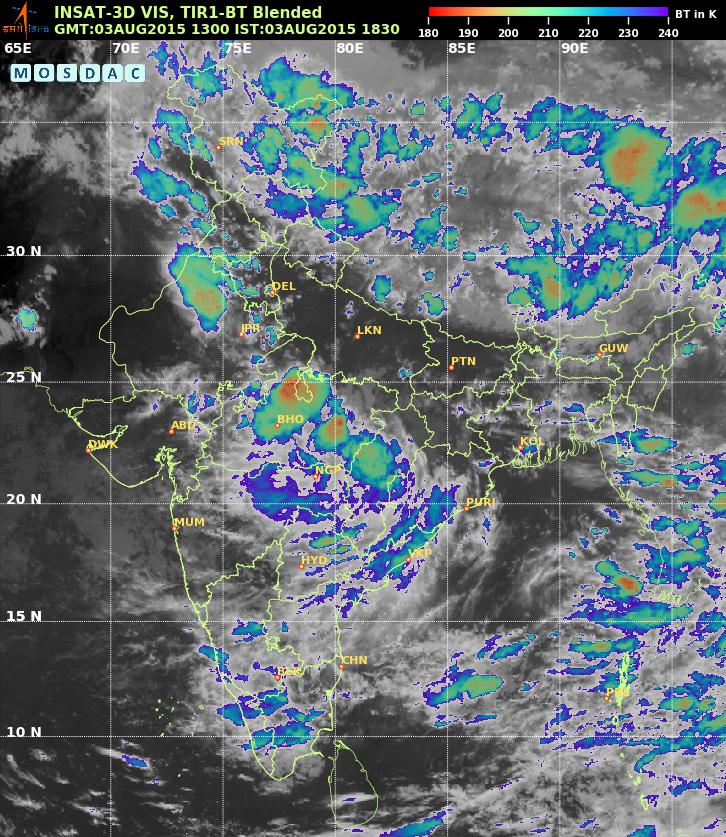 INSAT-3D VIS, TIR1-BT Blended
GMT:03AUG2015 1300 IST:03AUG2015 1830
BT in K
180 190 200 210 220 230 240
65E 70E 75E 80E 85E 90E
MOSDAC
SRN
30 N
DEL
JPR LKN
GUW
PTN
25 N
BHO
ABD
DWK KOL
NGP
20 N PURI
MUM
VKP
HYD
15 N
CHN
BNG
PBL
10 N